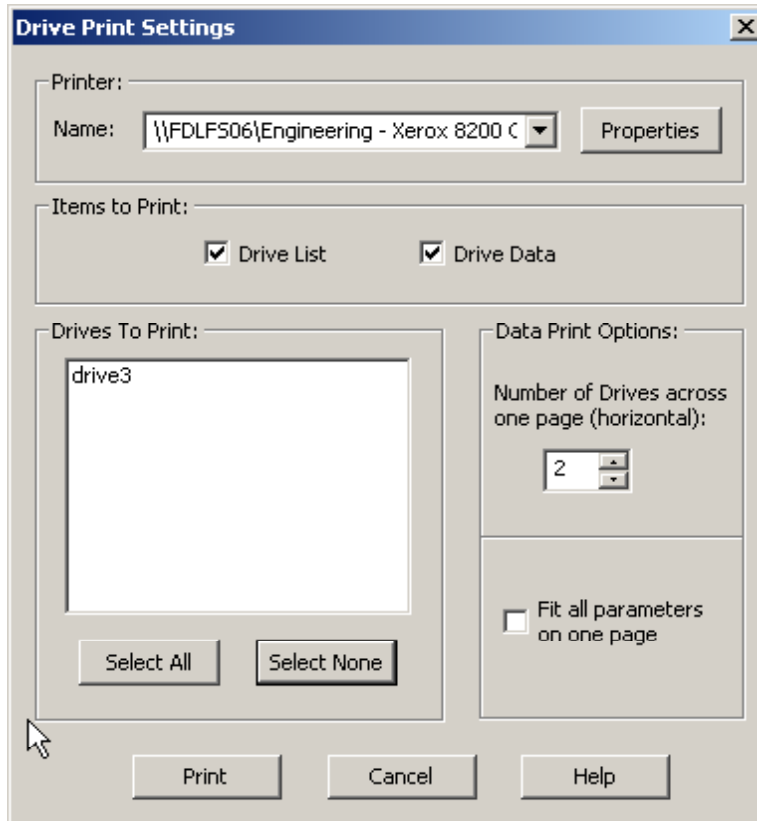 Drive Print Settings
Printer:
Name: \\FDLFS06\Engineering - Xerox 8200 C Properties
Items to Print:
Drive List Drive Data
Drives To Print:
drive3
Select All Select None
Data Print Options:
Number of Drives across
one page (horizontal):
2
Fit all parameters
on one page
Print Cancel Help